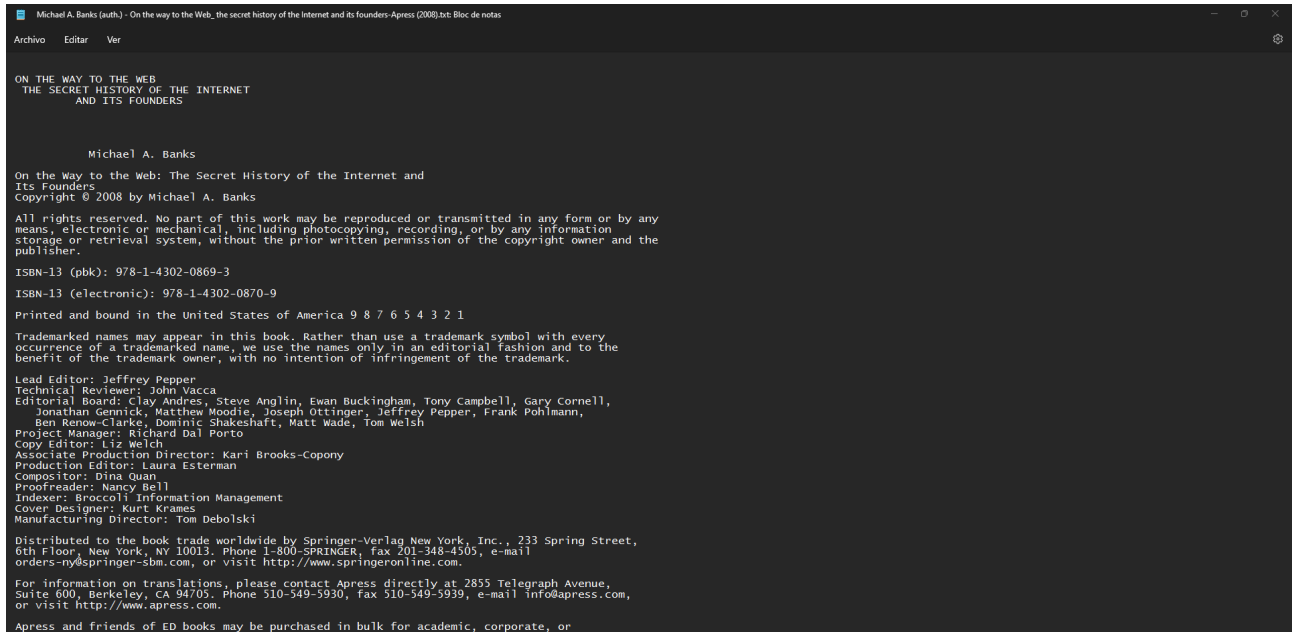 Michael A. Banks (auth.) - On the way to the Web_ the secret history of the Internet and its founders-Apress (2008).txt: Bloc de notas
Archivo Editar Ver
ON THE WAY TO THE WEB
THE SECRET HISTORY OF THE INTERNET
AND ITS FOUNDERS
Michael A. Banks
On the Way to the Web: The Secret History of the Internet and
Its Founders
Copyright © 2008 by Michael A. Banks
All rights reserved. No part of this work may be reproduced or transmitted in any form or by any
means, electronic or mechanical, including photocopying, recording, or by any information
storage or retrieval system, without the prior written permission of the copyright owner and the
publisher.
ISBN-13 (pbk): 978-1-4302-0869-3
ISBN-13 (electronic): 978-1-4302-0870-9
Printed and bound in the United States of America 9 8 7 6 5 4 3 2 1
Trademarked names may appear in this book. Rather than use a trademark symbol with every
occurrence of a trademarked name, we use the names only in an editorial fashion and to the
benefit of the trademark owner, with no intention of infringement of the trademark.
Lead Editor: Jeffrey Pepper
Technical Reviewer: John Vacca
Editorial Board: Clay Andres, Steve Anglin, Ewan Buckingham, Tony Campbell, Gary Cornell,
Jonathan Gennick, Matthew Moodie, Joseph Ottinger, Jeffrey Pepper, Frank Pohlmann,
Ben Renow-Clarke, Dominic Shakeshaft, Matt Wade, Tom Welsh
Project Manager: Richard Dal Porto
Copy Editor: Liz Welch
Associate Production Director: Kari Brooks-Copony
Production Editor: Laura Esterman
Compositor: Dina Quan
Proofreader: Nancy Bell
Indexer: Broccoli Information Management
Cover Designer: Kurt Krames
Manufacturing Director: Tom Debolski
Distributed to the book trade worldwide by Springer-Verlag New York, Inc., 233 Spring Street,
6th Floor, New York, NY 10013. Phone 1-800-SPRINGER, fax 201-348-4505, e-mail
orders-ny@springer-sbm.com, or visit http://www.springeronline.com.
For information on translations, please contact Apress directly at 2855 Telegraph Avenue,
Suite 600, Berkeley, CA 94705. Phone 510-549-5930, fax 510-549-5939, e-mail info@apress.com,
or visit http://www.apress.com.
Apress and friends of ED books may be purchased in bulk for academic, corporate, or